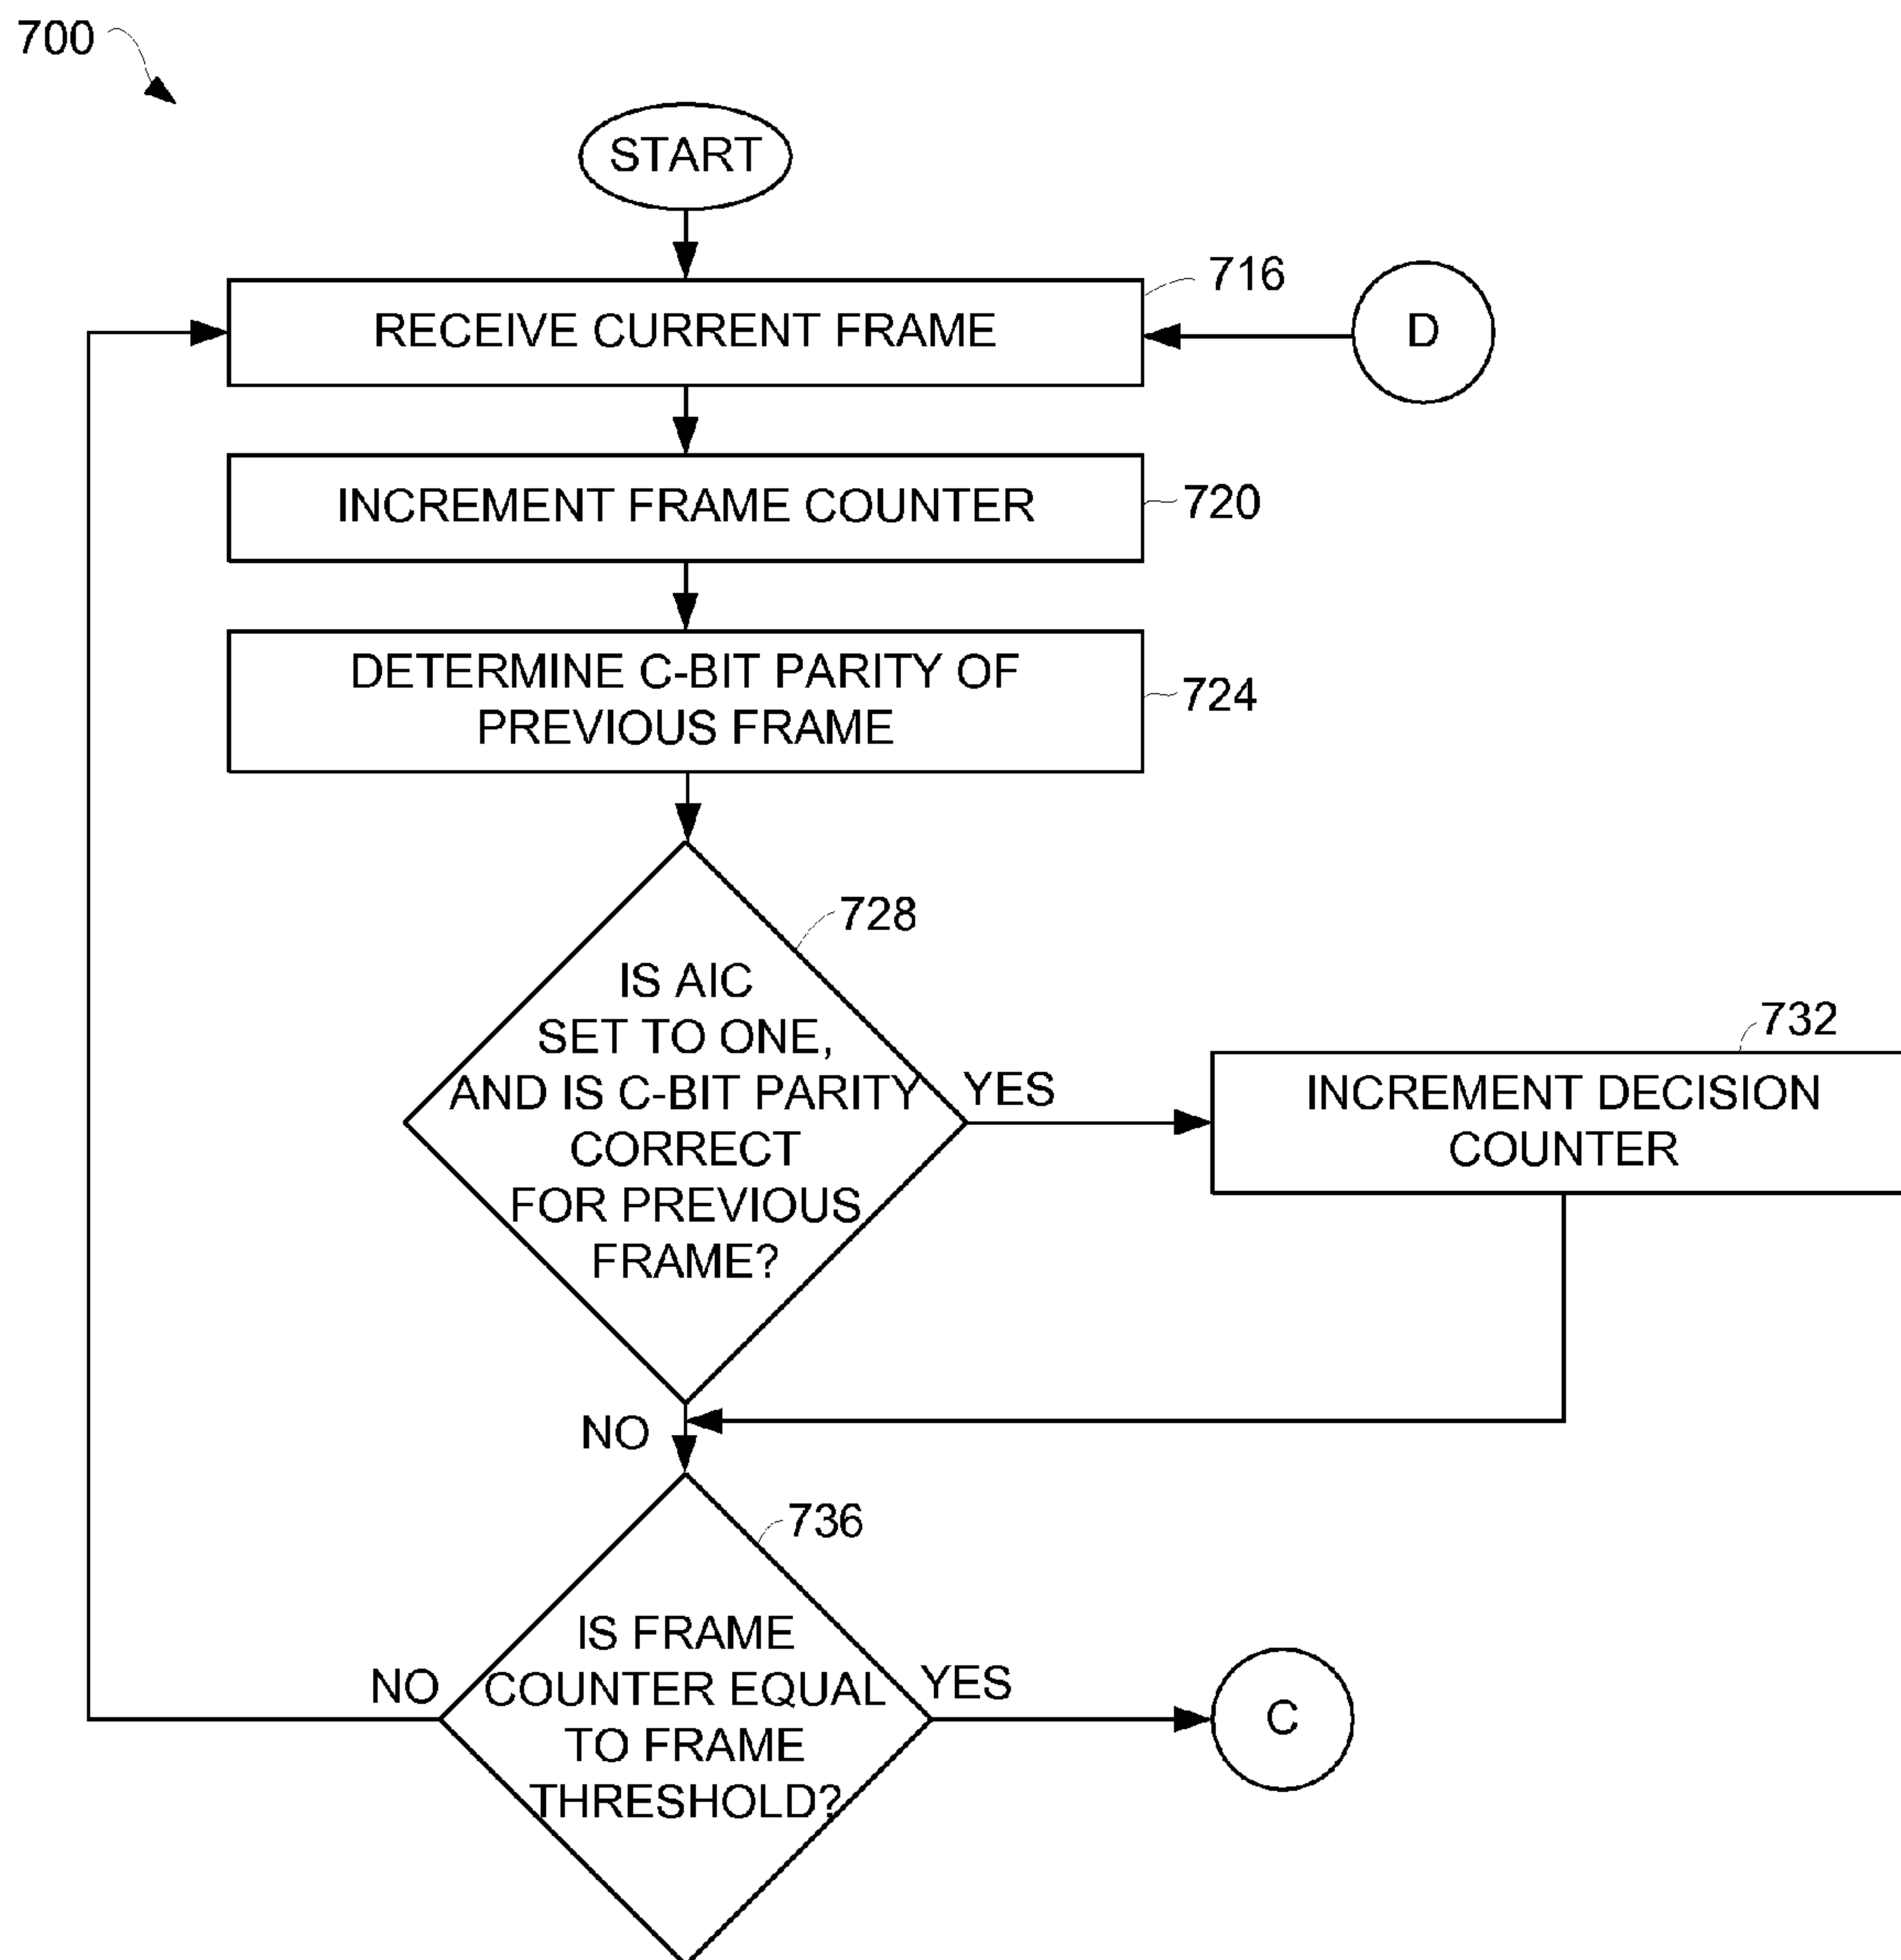 700
START
716
RECEIVE CURRENT FRAME
D
INCREMENT FRAME COUNTER
720
DETERMINE C-BIT PARITY OF
PREVIOUS FRAME
724
728
IS AIC
SET TO ONE,
AND IS C-BIT PARITY
CORRECT
FOR PREVIOUS
FRAME?
YES
732
INCREMENT DECISION
COUNTER
NO
736
IS FRAME
COUNTER EQUAL
TO FRAME
THRESHOLD?
NO
YES
C